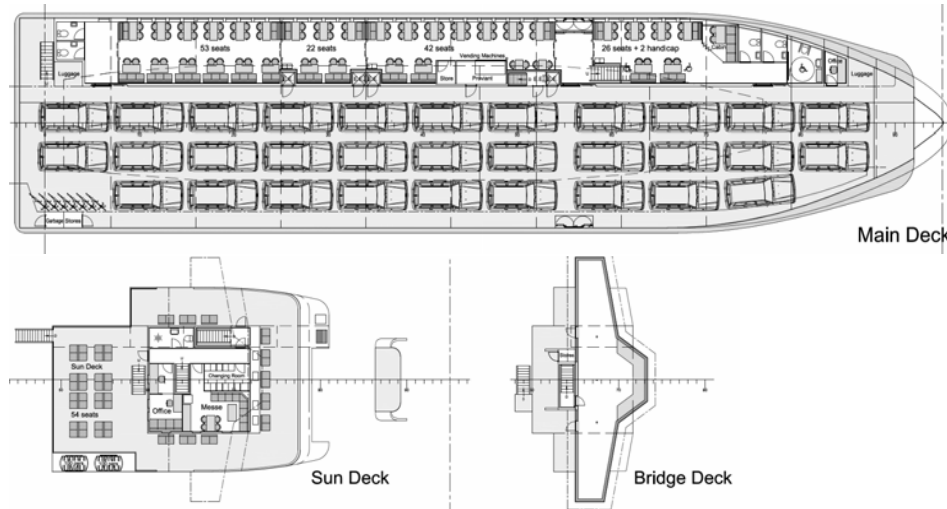 53 seats
22 seats
42 seats
26 seats + 2 handicap
Vending Machines
Luggage
Store
Proviant
Office
Luggage
Garbage Stores
Main Deck
Sun Deck
54 seats
Changing Room
Office
Messe
Sun Deck
Bridge Deck